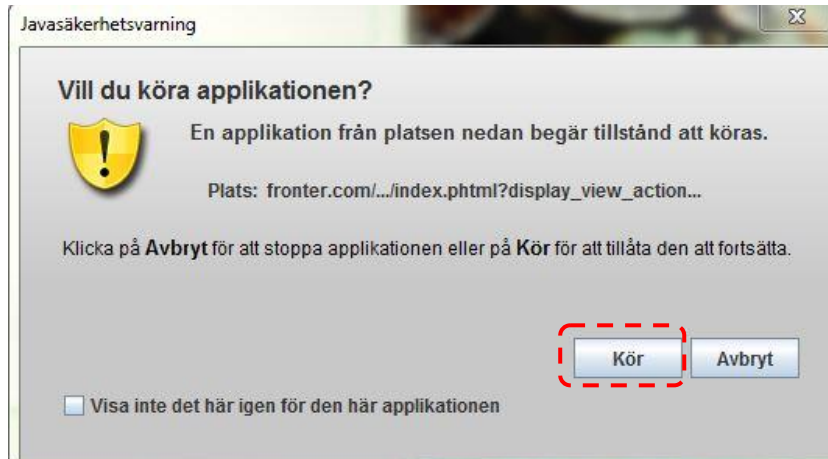 Javasäkerhetsvarning
Vill du köra applikationen?
En applikation från platsen nedan begär tillstånd att köras.
Plats: fronter.com/.../index.phtml?display_view_action...
Klicka på Avbryt för att stoppa applikationen eller på Kör för att tillåta den att fortsätta.
Kör Avbryt
Visa inte det här igen för den här applikationen